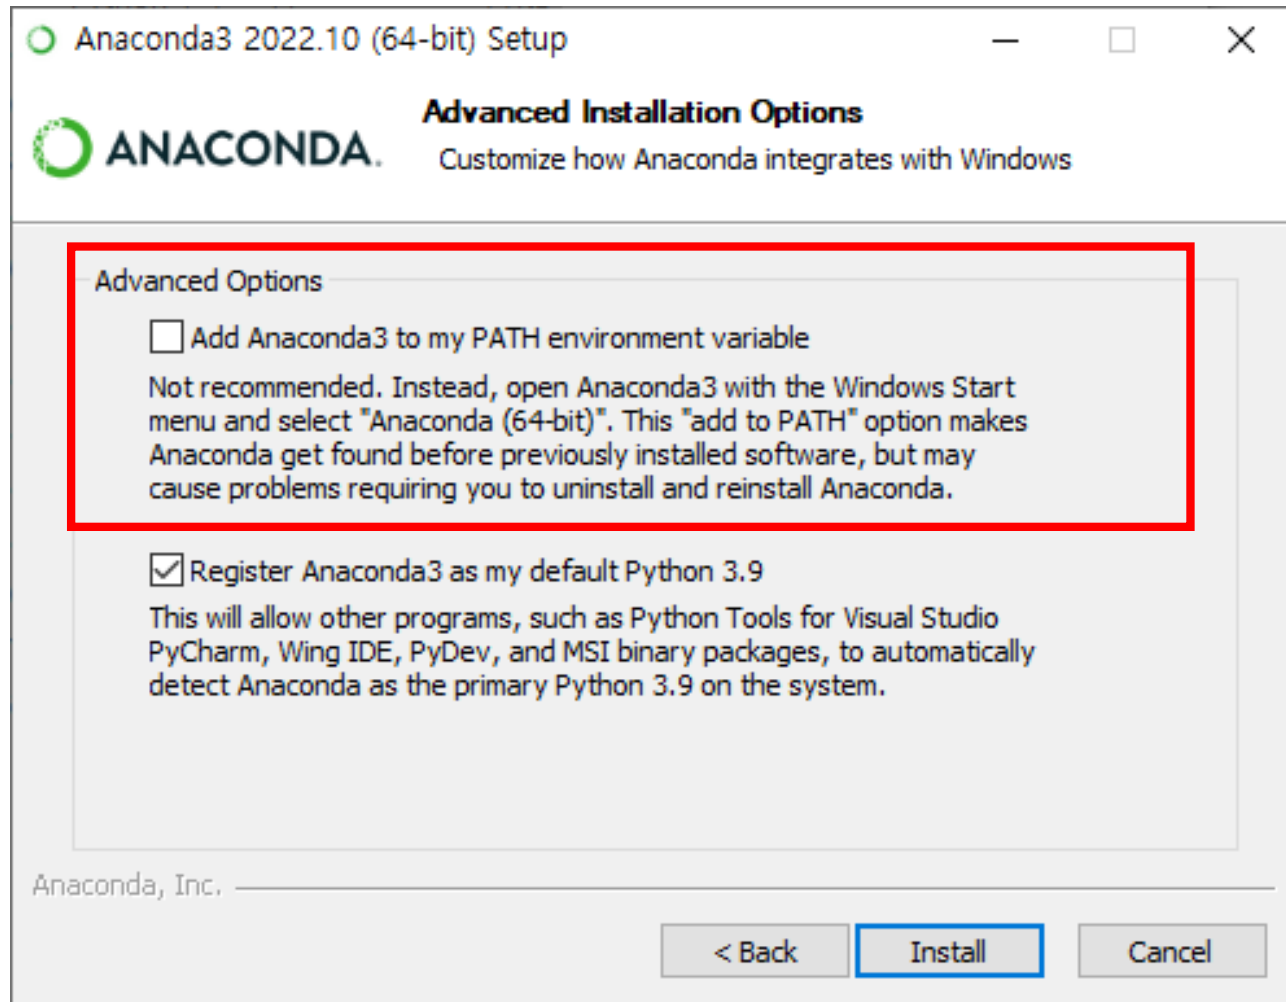 Anaconda3 2022.10 (64-bit) Setup
ANACONDA.
Advanced Installation Options
Customize how Anaconda integrates with Windows
Advanced Options
Add Anaconda3 to my PATH environment variable
Not recommended. Instead, open Anaconda3 with the Windows Start
menu and select "Anaconda (64-bit)". This "add to PATH" option makes
Anaconda get found before previously installed software, but may
cause problems requiring you to uninstall and reinstall Anaconda.
Register Anaconda3 as my default Python 3.9
This will allow other programs, such as Python Tools for Visual Studio
PyCharm, Wing IDE, PyDev, and MSI binary packages, to automatically
detect Anaconda as the primary Python 3.9 on the system.
Anaconda, Inc.
< Back
Install
Cancel